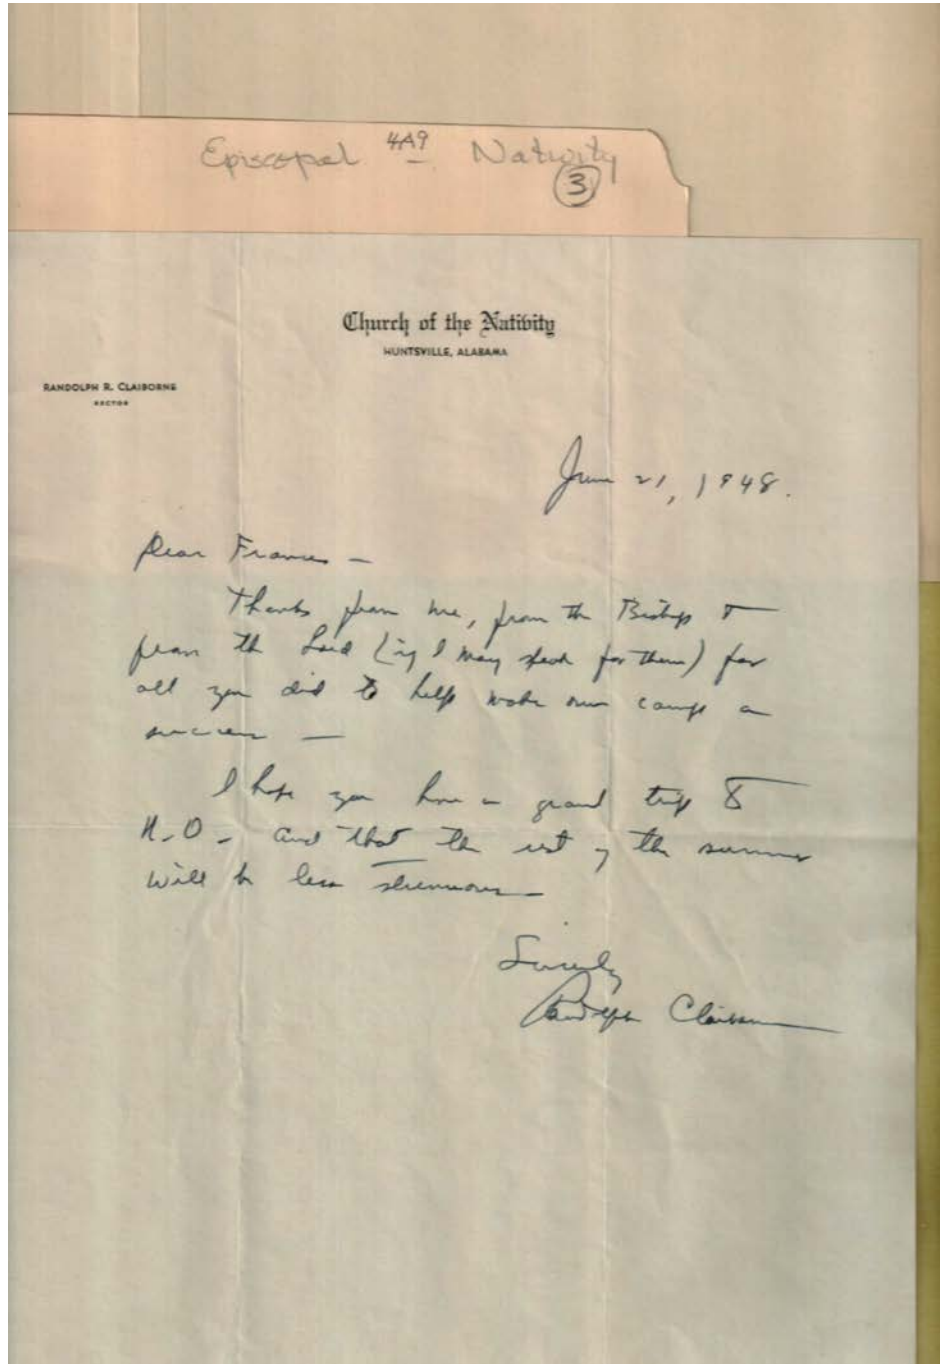 Episcopal 4A9 Nativity
3
Church of the Nativity
HUNTSVILLE, ALABAMA
RANDOLPH R. CLAIBORNE
RECTOR
June 21, 1948.
Dear Frances —
Thanks from me, from the Bishop &
from the Lord (if I may speak for them) for
all you did to help make our camp a
success —
I hope you have a grand trip to
N.O. - and that the rest of the summer
will be less strenuous —
Sincerely
Randolph Claiborne